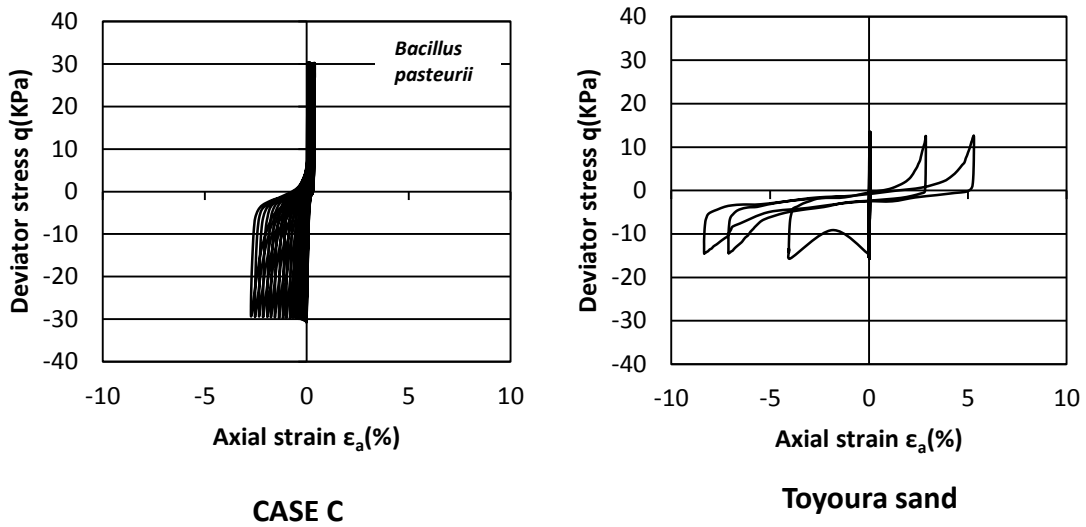 Deviator stress q(KPa)
40
30
20
10
0
-10
-20
-30
-40
Bacillus
pasteurii
-10 -5 0 5 10
Axial strain εa(%)
CASE C
Deviator stress q(KPa)
40
30
20
10
0
-10
-20
-30
-40
-10 -5 0 5 10
Axial strain εa(%)
Toyoura sand